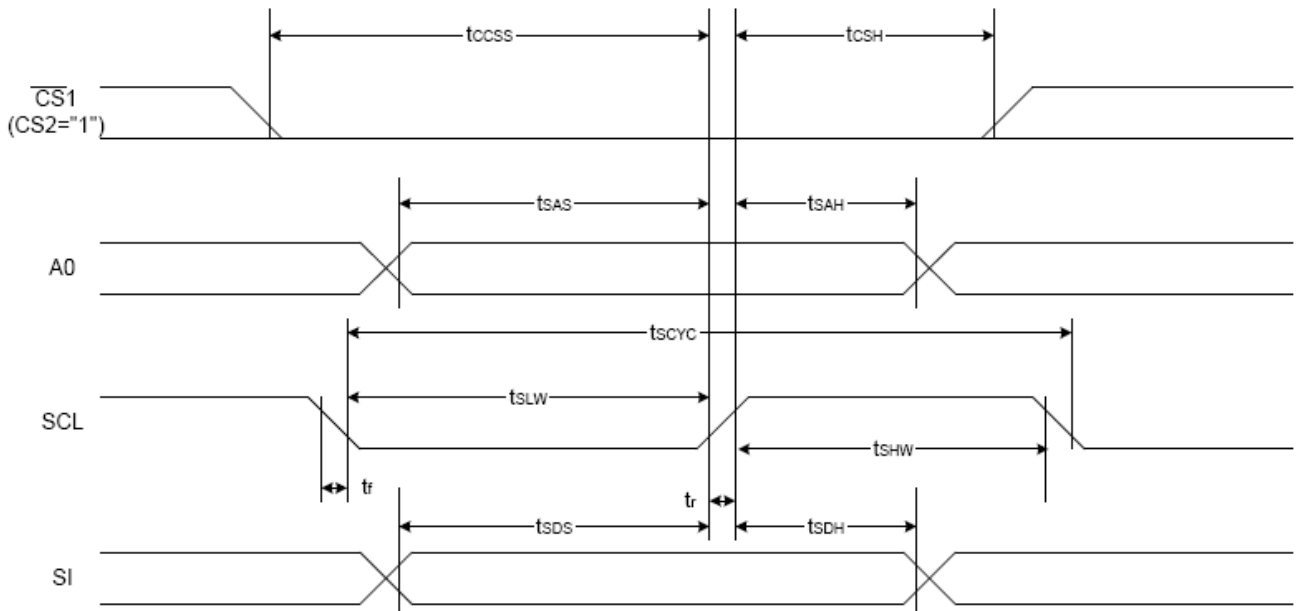 tCCSS
tCSH
CS1
(CS2="1")
tSAS
tSAH
A0
tSCYC
tSLW
SCL
tSHW
tf
tr
tSDS
tSDH
SI